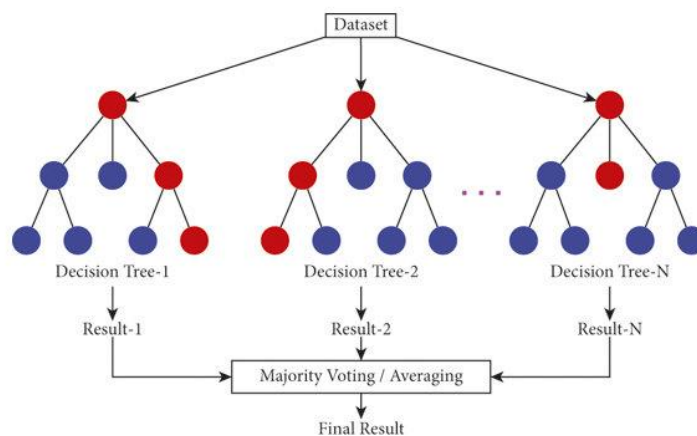 Dataset
Decision Tree-1
Decision Tree-2
Decision Tree-N
Result-1
Result-2
Result-N
Majority Voting / Averaging
Final Result